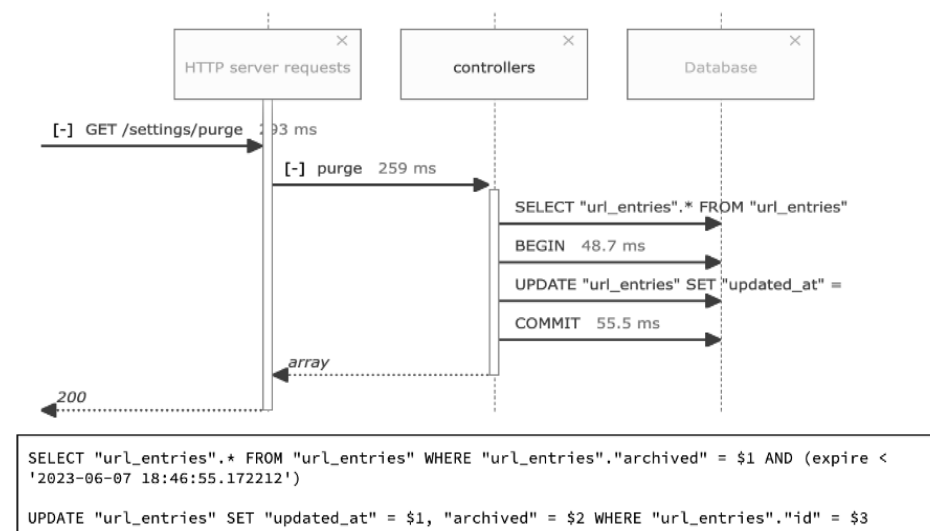 HTTP server requests
controllers
Database
[-] GET /settings/purge 293 ms
[-] purge 259 ms
SELECT "url_entries".* FROM "url_entries"
BEGIN 48.7 ms
UPDATE "url_entries" SET "updated_at" =
COMMIT 55.5 ms
array
200
SELECT "url_entries".* FROM "url_entries" WHERE "url_entries"."archived" = $1 AND (expire <
'2023-06-07 18:46:55.172212')
UPDATE "url_entries" SET "updated_at" = $1, "archived" = $2 WHERE "url_entries"."id" = $3